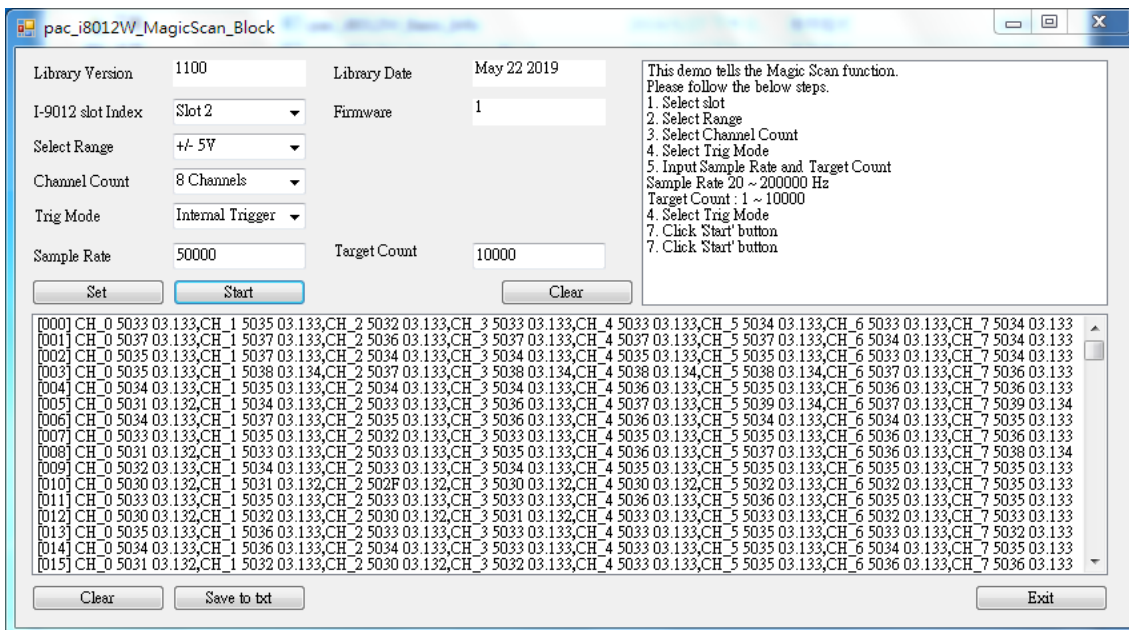 pac_i8012W_MagicScan_Block
Library Version 1100 Library Date May 22 2019
I-9012 slot Index Slot 2 Firmware 1
Select Range +/- 5V
Channel Count 8 Channels
Trig Mode Internal Trigger
Sample Rate 50000 Target Count 10000
Set Start Clear
This demo tells the Magic Scan function.
Please follow the below steps.
1. Select slot
2. Select Range
3. Select Channel Count
4. Select Trig Mode
5. Input Sample Rate and Target Count
Sample Rate 20 ~ 200000 Hz
Target Count : 1 ~ 10000
4. Select Trig Mode
7. Click 'Start' button
7. Click 'Start' button
[000] CH_0 5033 03.133,CH_1 5035 03.133,CH_2 5032 03.133,CH_3 5033 03.133,CH_4 5033 03.133,CH_5 5034 03.133,CH_6 5033 03.133,CH_7 5034 03.133
[001] CH_0 5037 03.133,CH_1 5037 03.133,CH_2 5036 03.133,CH_3 5037 03.133,CH_4 5037 03.133,CH_5 5037 03.133,CH_6 5034 03.133,CH_7 5034 03.133
[002] CH_0 5035 03.133,CH_1 5037 03.133,CH_2 5034 03.133,CH_3 5034 03.133,CH_4 5035 03.133,CH_5 5035 03.133,CH_6 5033 03.133,CH_7 5034 03.133
[003] CH_0 5035 03.133,CH_1 5038 03.134,CH_2 5037 03.133,CH_3 5038 03.134,CH_4 5038 03.134,CH_5 5038 03.134,CH_6 5037 03.133,CH_7 5036 03.133
[004] CH_0 5034 03.133,CH_1 5035 03.133,CH_2 5034 03.133,CH_3 5034 03.133,CH_4 5036 03.133,CH_5 5035 03.133,CH_6 5033 03.133,CH_7 5035 03.133
[005] CH_0 5031 03.132,CH_1 5034 03.133,CH_2 5033 03.133,CH_3 5036 03.133,CH_4 5037 03.133,CH_5 5039 03.134,CH_6 5037 03.133,CH_7 5039 03.134
[006] CH_0 5034 03.133,CH_1 5037 03.133,CH_2 5035 03.133,CH_3 5036 03.133,CH_4 5036 03.133,CH_5 5034 03.133,CH_6 5034 03.133,CH_7 5035 03.133
[007] CH_0 5033 03.133,CH_1 5035 03.133,CH_2 5032 03.133,CH_3 5033 03.133,CH_4 5035 03.133,CH_5 5035 03.133,CH_6 5033 03.133,CH_7 5036 03.133
[008] CH_0 5031 03.132,CH_1 5033 03.133,CH_2 5033 03.133,CH_3 5035 03.133,CH_4 5036 03.133,CH_5 5037 03.133,CH_6 5036 03.133,CH_7 5038 03.134
[009] CH_0 5032 03.133,CH_1 5034 03.133,CH_2 5033 03.133,CH_3 5034 03.133,CH_4 5035 03.133,CH_5 5035 03.133,CH_6 5035 03.133,CH_7 5035 03.133
[010] CH_0 5030 03.132,CH_1 5031 03.132,CH_2 502F 03.132,CH_3 5030 03.132,CH_4 5030 03.132,CH_5 5032 03.133,CH_6 5032 03.133,CH_7 5035 03.133
[011] CH_0 5033 03.133,CH_1 5035 03.133,CH_2 5033 03.133,CH_3 5033 03.133,CH_4 5036 03.133,CH_5 5036 03.133,CH_6 5035 03.133,CH_7 5035 03.133
[012] CH_0 5030 03.132,CH_1 5032 03.133,CH_2 5030 03.132,CH_3 5031 03.132,CH_4 5033 03.133,CH_5 5033 03.133,CH_6 5032 03.133,CH_7 5033 03.133
[013] CH_0 5035 03.133,CH_1 5036 03.133,CH_2 5033 03.133,CH_3 5033 03.133,CH_4 5033 03.133,CH_5 5035 03.133,CH_6 5033 03.133,CH_7 5032 03.133
[014] CH_0 5034 03.133,CH_1 5036 03.133,CH_2 5034 03.133,CH_3 5033 03.133,CH_4 5033 03.133,CH_5 5035 03.133,CH_6 5034 03.133,CH_7 5035 03.133
[015] CH_0 5031 03.132,CH_1 5032 03.133,CH_2 5030 03.132,CH_3 5032 03.133,CH_4 5035 03.133,CH_5 5035 03.133,CH_6 5036 03.133,CH_7 5036 03.133
Clear Save to txt Exit